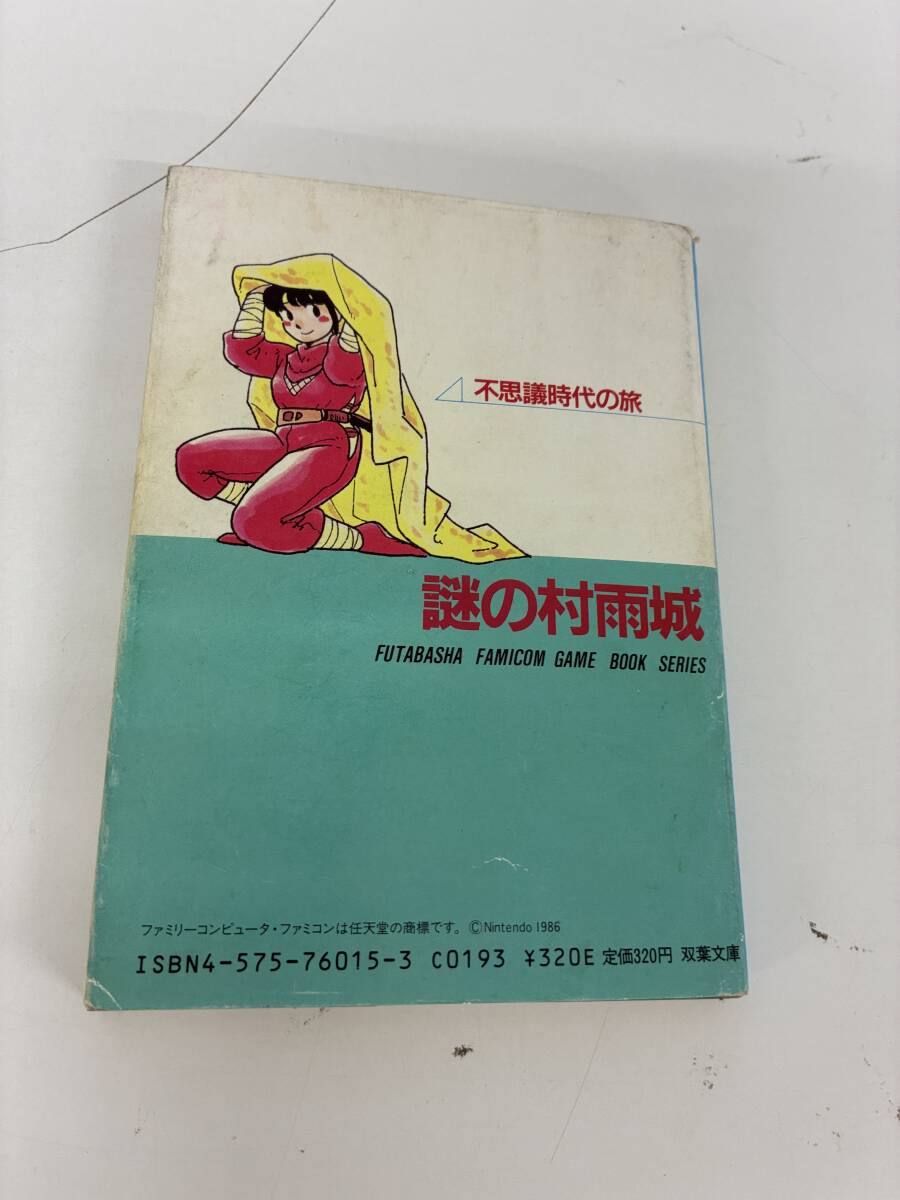 不思議時代の旅
謎の村雨城
FUTABASHA FAMICOM GAME BOOK SERIES
ファミリーコンピュータ・ファミコンは任天堂の商標です。©Nintendo 1986
ISBN4-575-76015-3 C0193 ¥320E 定価320円 双葉文庫